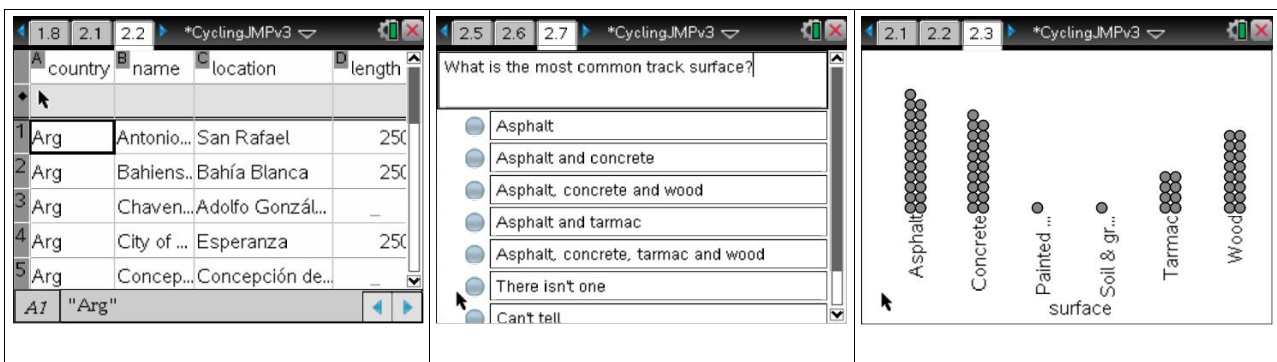 1.8 2.1 2.2 *CyclingJMPv3
A country B name C location D length
1 Arg Antonio... San Rafael 250
2 Arg Bahiens.. Bahía Blanca 250
3 Arg Chaven... Adolfo Gonzál... _
4 Arg City of ... Esperanza 250
5 Arg Concep... Concepción de... _
A1 "Arg"
2.5 2.6 2.7 *CyclingJMPv3
What is the most common track surface?
Asphalt
Asphalt and concrete
Asphalt, concrete and wood
Asphalt and tarmac
Asphalt, concrete, tarmac and wood
There isn't one
Can't tell
2.1 2.2 2.3 *CyclingJMPv3
Asphalt
Concrete
Painted ...
Soil & gr...
Tarmac
Wood
surface